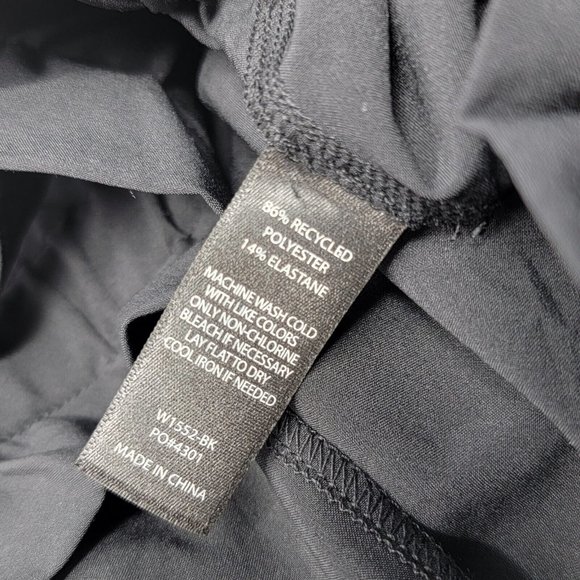 86% RECYCLED
POLYESTER
14% ELASTANE
MACHINE WASH COLD
WITH LIKE COLORS
ONLY NON-CHLORINE
BLEACH IF NECESSARY
LAY FLAT TO DRY
COOL IRON IF NEEDED
W1552-BK
PO#4301
MADE IN CHINA